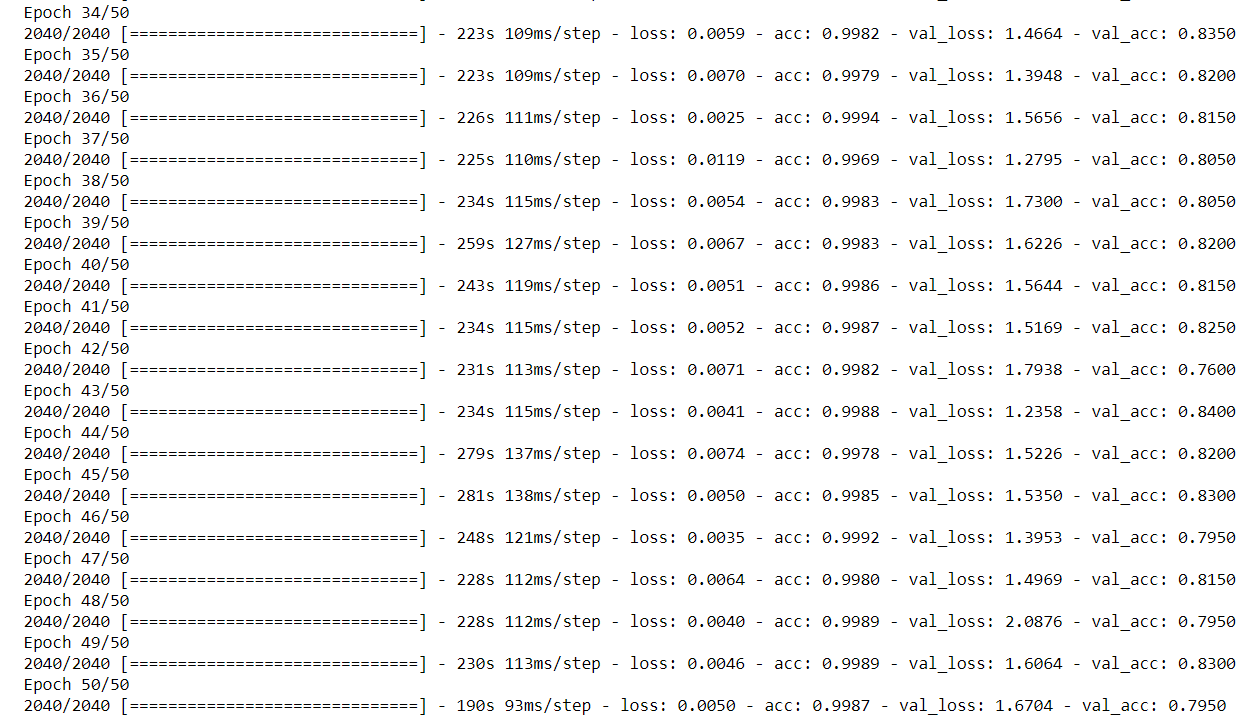 Epoch 34/50
2040/2040 [==============================] - 223s 109ms/step - loss: 0.0059 - acc: 0.9982 - val_loss: 1.4664 - val_acc: 0.8350
Epoch 35/50
2040/2040 [==============================] - 223s 109ms/step - loss: 0.0070 - acc: 0.9979 - val_loss: 1.3948 - val_acc: 0.8200
Epoch 36/50
2040/2040 [==============================] - 226s 111ms/step - loss: 0.0025 - acc: 0.9994 - val_loss: 1.5656 - val_acc: 0.8150
Epoch 37/50
2040/2040 [==============================] - 225s 110ms/step - loss: 0.0119 - acc: 0.9969 - val_loss: 1.2795 - val_acc: 0.8050
Epoch 38/50
2040/2040 [==============================] - 234s 115ms/step - loss: 0.0054 - acc: 0.9983 - val_loss: 1.7300 - val_acc: 0.8050
Epoch 39/50
2040/2040 [==============================] - 259s 127ms/step - loss: 0.0067 - acc: 0.9983 - val_loss: 1.6226 - val_acc: 0.8200
Epoch 40/50
2040/2040 [==============================] - 243s 119ms/step - loss: 0.0051 - acc: 0.9986 - val_loss: 1.5644 - val_acc: 0.8150
Epoch 41/50
2040/2040 [==============================] - 234s 115ms/step - loss: 0.0052 - acc: 0.9987 - val_loss: 1.5169 - val_acc: 0.8250
Epoch 42/50
2040/2040 [==============================] - 231s 113ms/step - loss: 0.0071 - acc: 0.9982 - val_loss: 1.7938 - val_acc: 0.7600
Epoch 43/50
2040/2040 [==============================] - 234s 115ms/step - loss: 0.0041 - acc: 0.9988 - val_loss: 1.2358 - val_acc: 0.8400
Epoch 44/50
2040/2040 [==============================] - 279s 137ms/step - loss: 0.0074 - acc: 0.9978 - val_loss: 1.5226 - val_acc: 0.8200
Epoch 45/50
2040/2040 [==============================] - 281s 138ms/step - loss: 0.0050 - acc: 0.9985 - val_loss: 1.5350 - val_acc: 0.8300
Epoch 46/50
2040/2040 [==============================] - 248s 121ms/step - loss: 0.0035 - acc: 0.9992 - val_loss: 1.3953 - val_acc: 0.7950
Epoch 47/50
2040/2040 [==============================] - 228s 112ms/step - loss: 0.0064 - acc: 0.9980 - val_loss: 1.4969 - val_acc: 0.8150
Epoch 48/50
2040/2040 [==============================] - 228s 112ms/step - loss: 0.0040 - acc: 0.9989 - val_loss: 2.0876 - val_acc: 0.7950
Epoch 49/50
2040/2040 [==============================] - 230s 113ms/step - loss: 0.0046 - acc: 0.9989 - val_loss: 1.6064 - val_acc: 0.8300
Epoch 50/50
2040/2040 [==============================] - 190s 93ms/step - loss: 0.0050 - acc: 0.9987 - val_loss: 1.6704 - val_acc: 0.7950